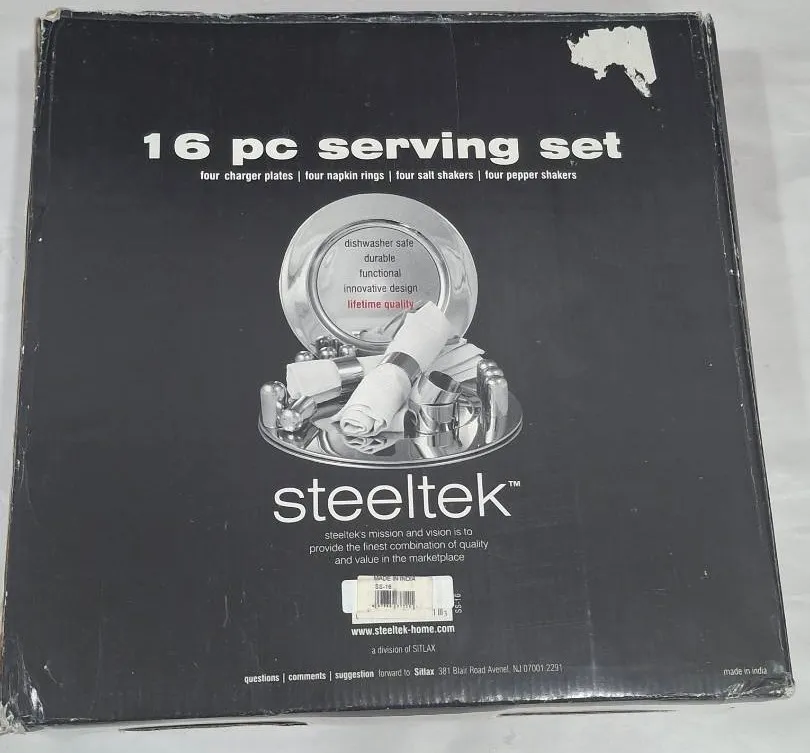 16 pc serving set
four charger plates | four napkin rings | four salt shakers | four pepper shakers
dishwasher safe
durable
functional
innovative design
lifetime quality
steeltek™
steeltek's mission and vision is to
provide the finest combination of quality
and value in the marketplace
MADE IN INDIA
SS-16
SS-16
www.steeltek-home.com
a division of SITLAX
questions | comments | suggestion forward to Sitlax 381 Blair Road Avenel, NJ 07001.2291
made in india